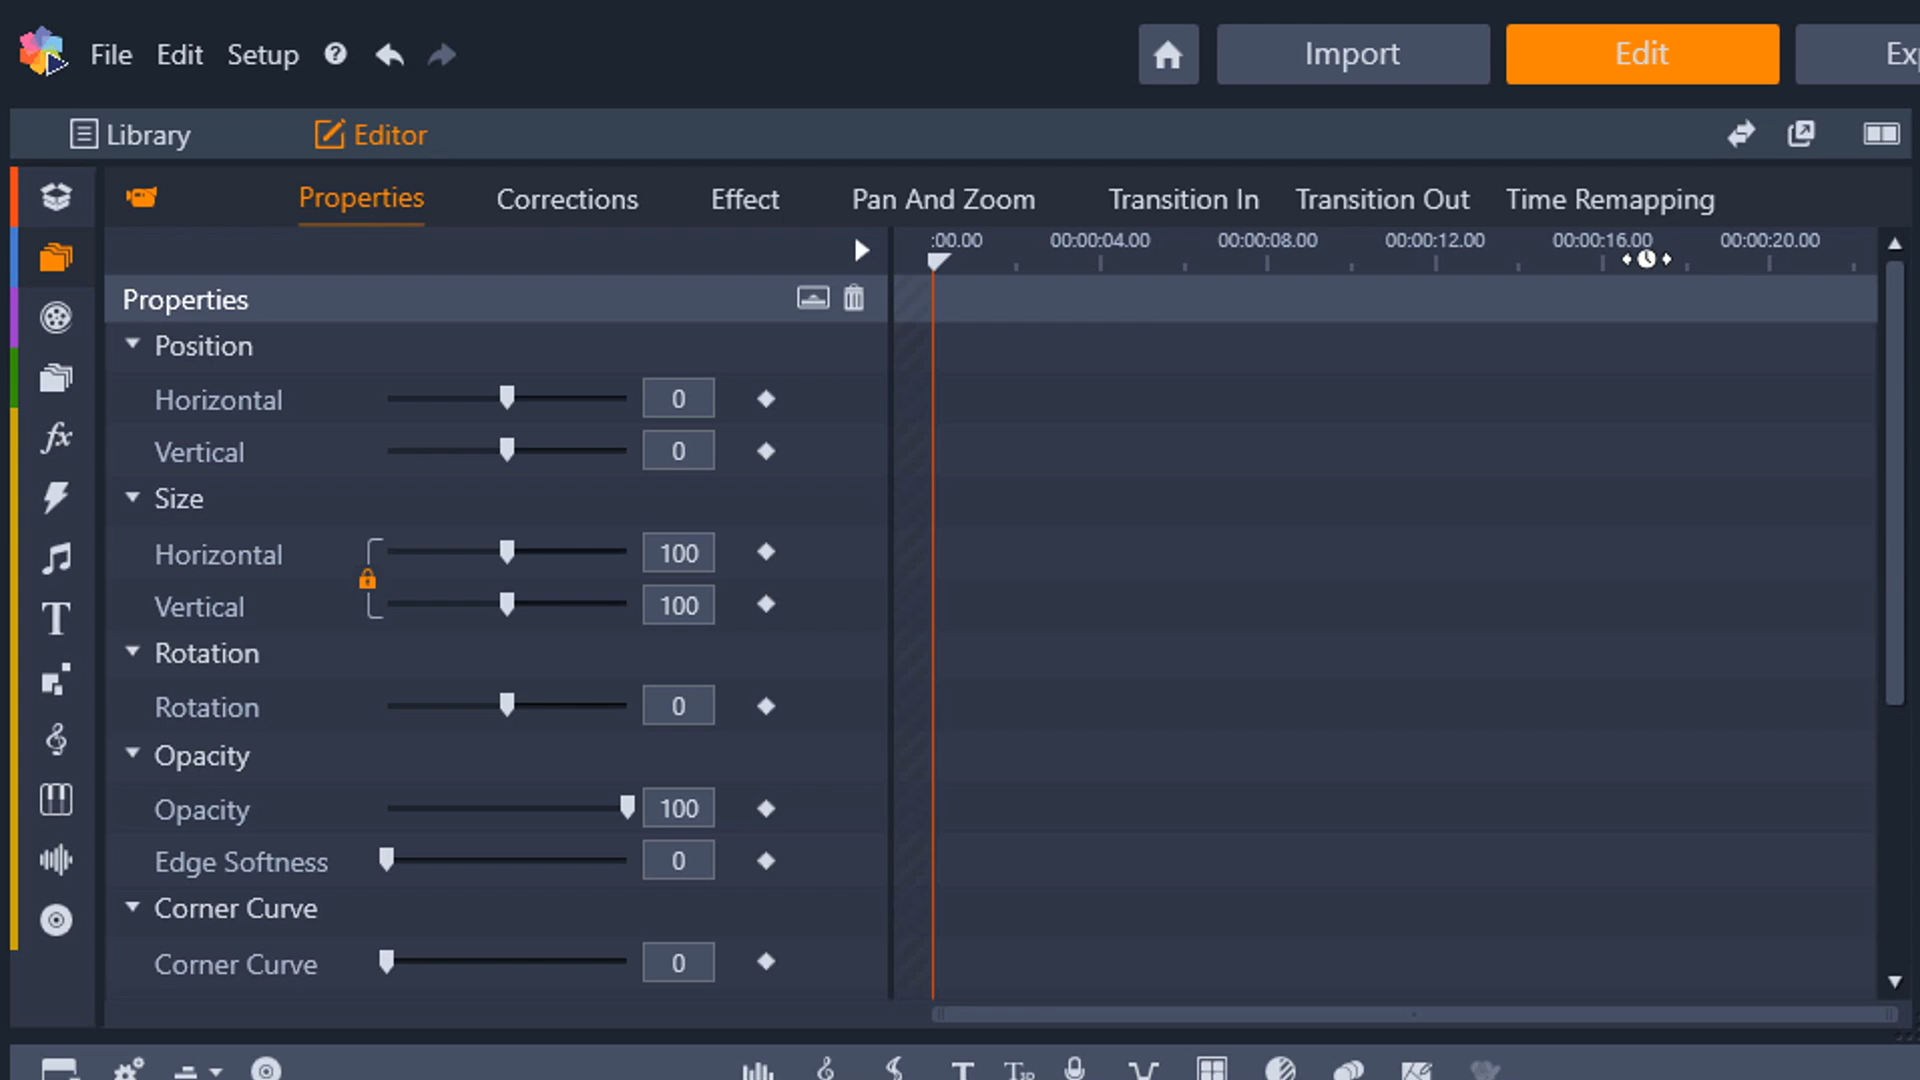 File Edit Setup Import Edit Ex
Library Editor
Properties Corrections Effect Pan And Zoom Transition In Transition Out Time Remapping
:00.00 00:00:04.00 00:00:08.00 00:00:12.00 00:00:16.00 00:00:20.00
Properties
Position
Horizontal 0
Vertical 0
Size
Horizontal 100
Vertical 100
Rotation
Rotation 0
Opacity
Opacity 100
Edge Softness 0
Corner Curve
Corner Curve 0